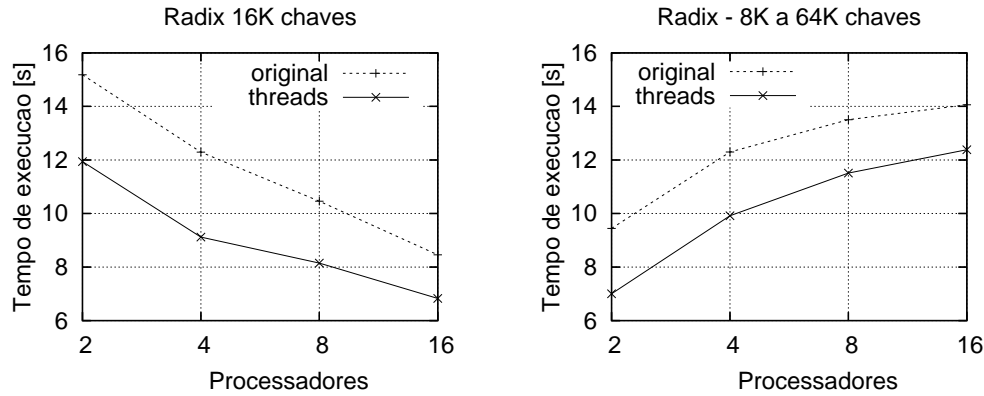 Radix 16K chaves
Tempo de execucao [s]
16
14
12
10
8
6
original
threads
2 4 8 16
Processadores
Radix - 8K a 64K chaves
Tempo de execucao [s]
16
14
12
10
8
6
original
threads
2 4 8 16
Processadores